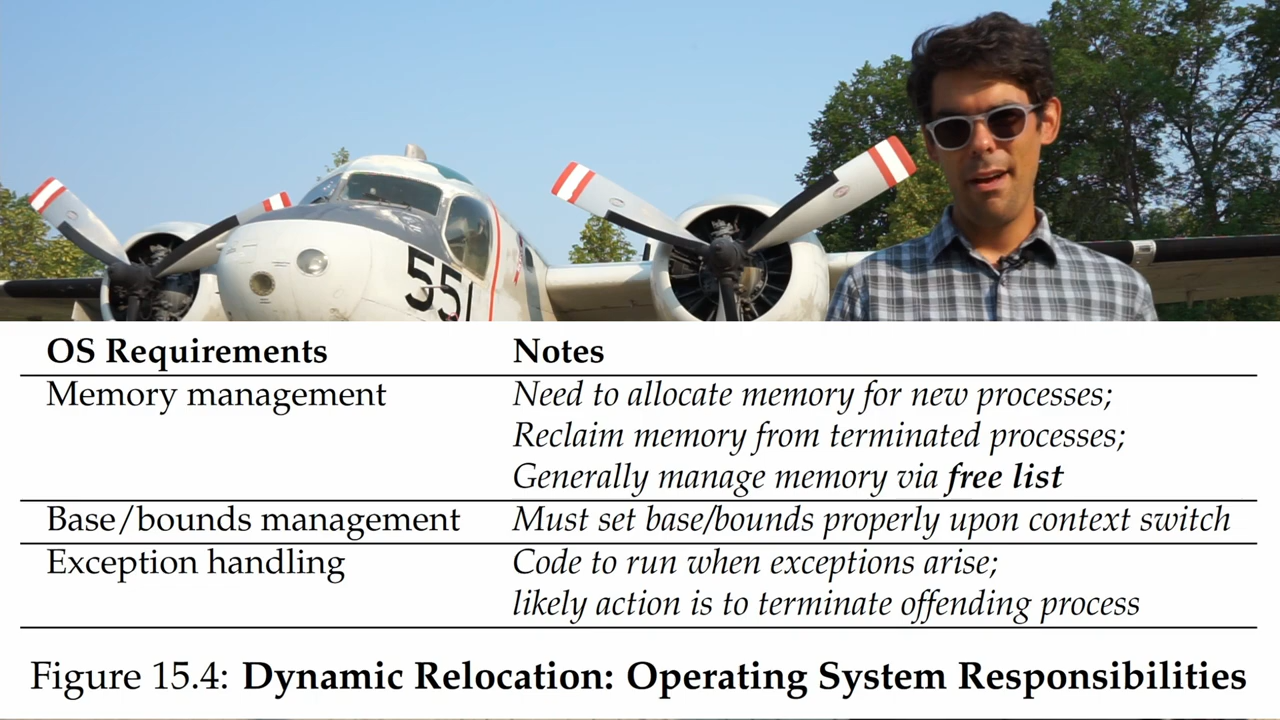 551
OS Requirements Notes
Memory management Need to allocate memory for new processes;
Reclaim memory from terminated processes;
Generally manage memory via free list
Base/bounds management Must set base/bounds properly upon context switch
Exception handling Code to run when exceptions arise;
likely action is to terminate offending process
Figure 15.4: Dynamic Relocation: Operating System Responsibilities